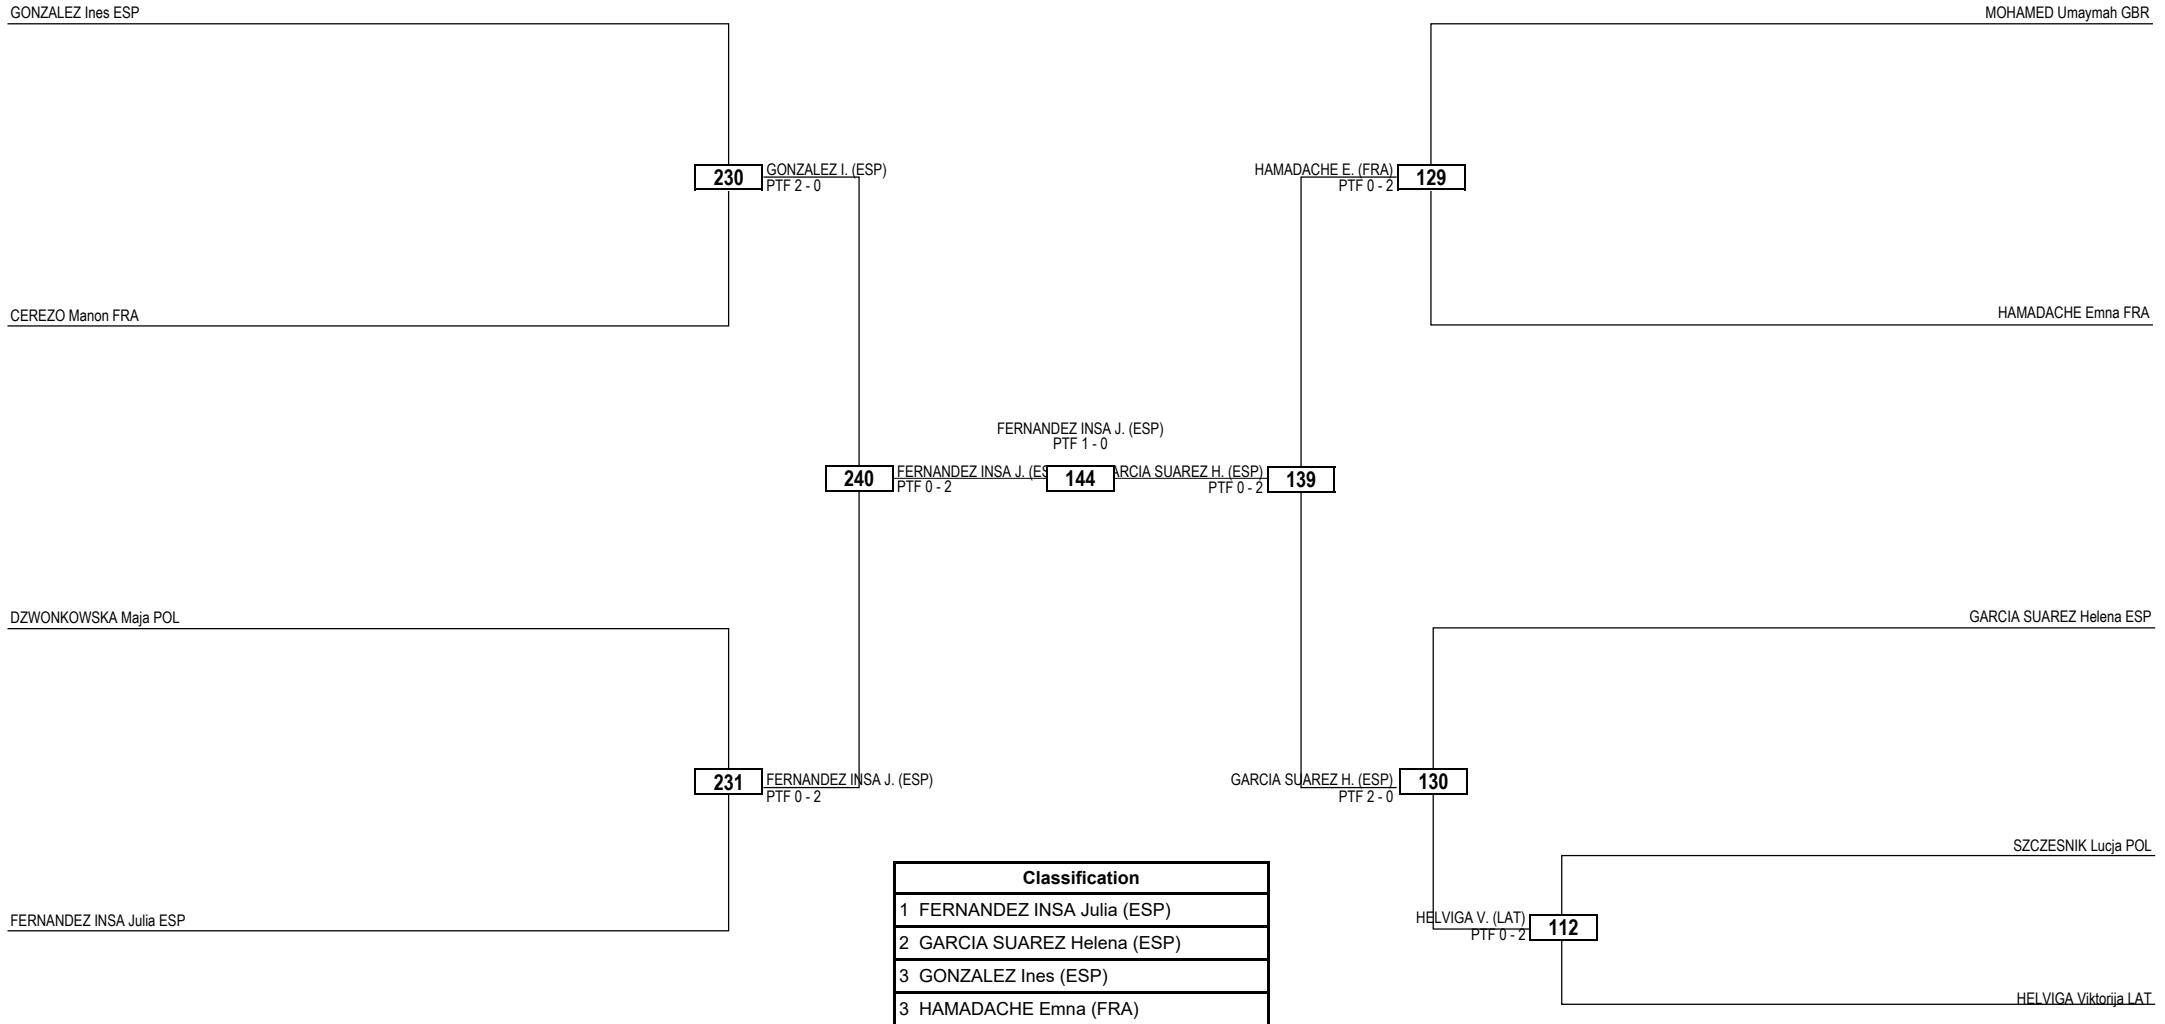 GONZALEZ Ines ESP
MOHAMED Umaymah GBR
230
GONZALEZ I. (ESP)
PTF 2 - 0
HAMADACHE E. (FRA)
PTF 0 - 2
129
CEREZO Manon FRA
HAMADACHE Emna FRA
FERNANDEZ INSA J. (ESP)
PTF 1 - 0
240
FERNANDEZ INSA J. (ES
PTF 0 - 2
144
ARCIA SUAREZ H. (ESP)
PTF 0 - 2
139
DZWONKOWSKA Maja POL
GARCIA SUAREZ Helena ESP
231
FERNANDEZ INSA J. (ESP)
PTF 0 - 2
GARCIA SUAREZ H. (ESP)
PTF 2 - 0
130
SZCZESNIK Lucja POL
FERNANDEZ INSA Julia ESP
HELVIGA V. (LAT)
PTF 0 - 2
112
HELVIGA Viktorija LAT
Classification
1 FERNANDEZ INSA Julia (ESP)
2 GARCIA SUAREZ Helena (ESP)
3 GONZALEZ Ines (ESP)
3 HAMADACHE Emna (FRA)